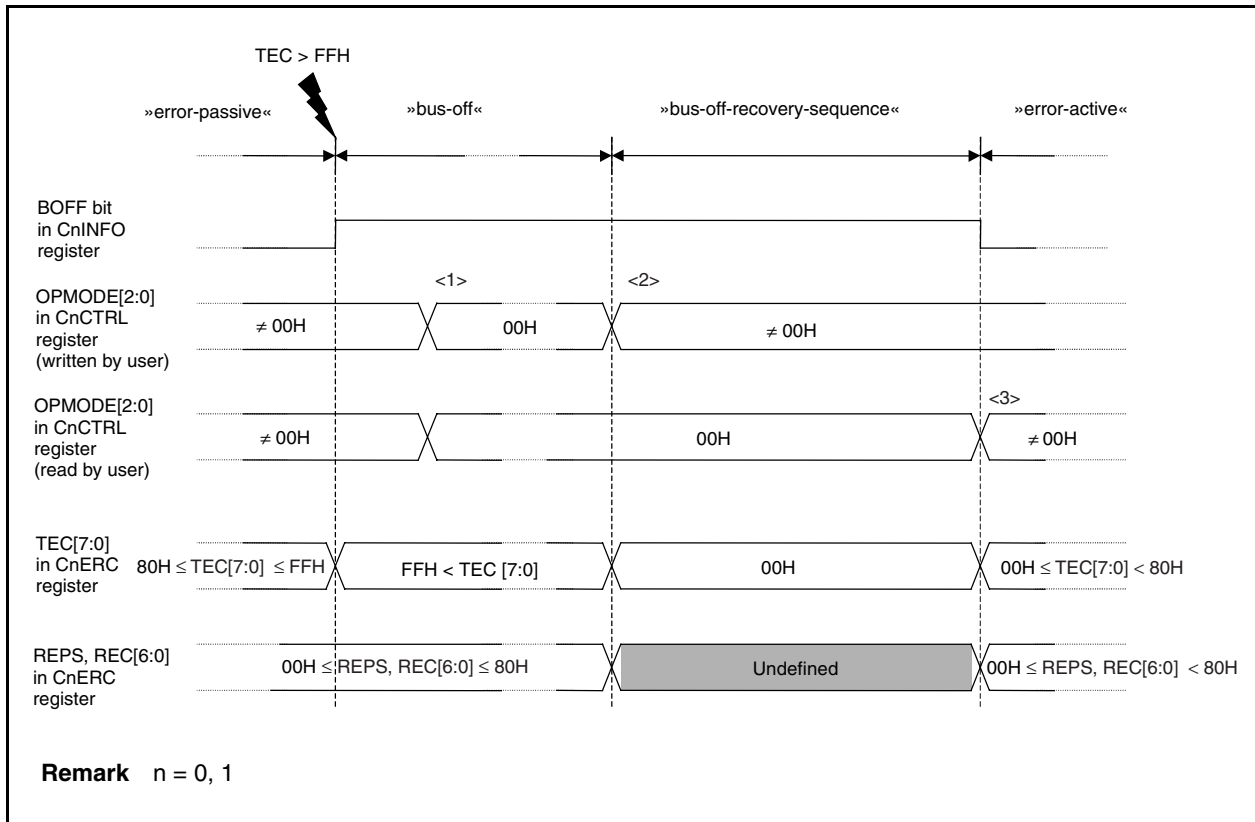 TEC > FFH
»error-passive«
»bus-off«
»bus-off-recovery-sequence«
»error-active«
BOFF bit
in CnINFO
register
<1>
<2>
OPMODE[2:0]
in CnCTRL
register
(written by user)
≠ 00H
00H
≠ 00H
<3>
OPMODE[2:0]
in CnCTRL
register
(read by user)
≠ 00H
00H
≠ 00H
TEC[7:0]
in CnERC
register
80H ≤ TEC[7:0] ≤ FFH
FFH < TEC [7:0]
00H
00H ≤ TEC[7:0] < 80H
REPS, REC[6:0]
in CnERC
register
00H ≤ REPS, REC[6:0] ≤ 80H
Undefined
00H ≤ REPS, REC[6:0] < 80H
Remark n = 0, 1